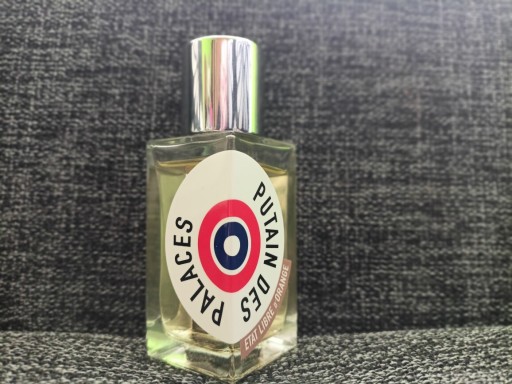 PUTAIN DES
PALACES
ETAT LIBRE D'ORANGE